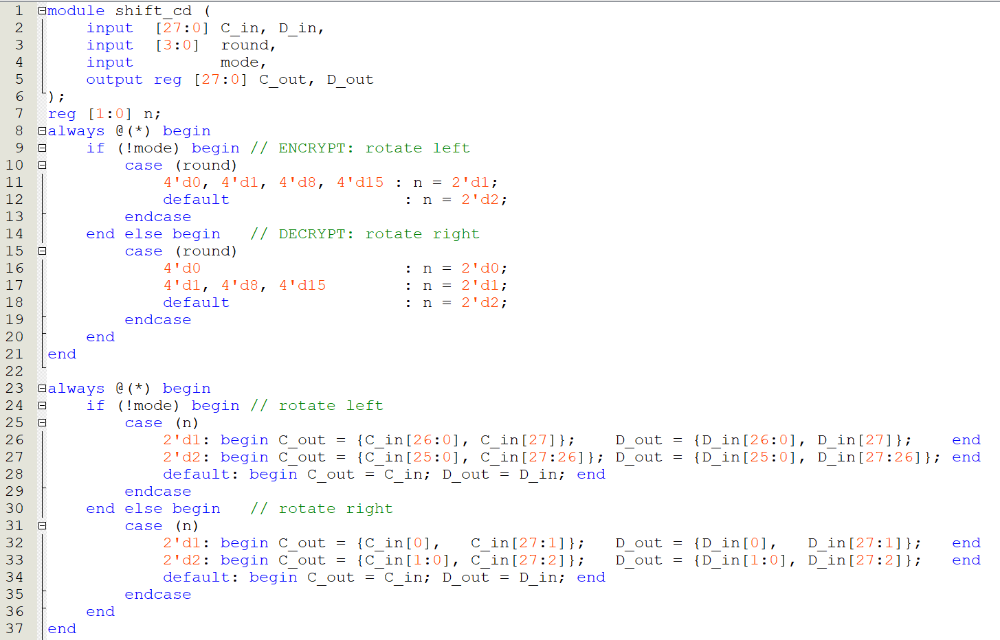 1 module shift_cd (
2     input  [27:0] C_in, D_in,
3     input  [3:0]  round,
4     input         mode,
5     output reg [27:0] C_out, D_out
6 );
7 reg [1:0] n;
8 always @(*) begin
9     if (!mode) begin // ENCRYPT: rotate left
10         case (round)
11             4'd0, 4'd1, 4'd8, 4'd15 : n = 2'd1;
12             default                  : n = 2'd2;
13         endcase
14     end else begin   // DECRYPT: rotate right
15         case (round)
16             4'd0                     : n = 2'd0;
17             4'd1, 4'd8, 4'd15        : n = 2'd1;
18             default                  : n = 2'd2;
19         endcase
20     end
21 end
22
23 always @(*) begin
24     if (!mode) begin // rotate left
25         case (n)
26             2'd1: begin C_out = {C_in[26:0], C_in[27]};    D_out = {D_in[26:0], D_in[27]};    end
27             2'd2: begin C_out = {C_in[25:0], C_in[27:26]}; D_out = {D_in[25:0], D_in[27:26]}; end
28             default: begin C_out = C_in; D_out = D_in; end
29         endcase
30     end else begin   // rotate right
31         case (n)
32             2'd1: begin C_out = {C_in[0],   C_in[27:1]};   D_out = {D_in[0],   D_in[27:1]};   end
33             2'd2: begin C_out = {C_in[1:0], C_in[27:2]};   D_out = {D_in[1:0], D_in[27:2]};   end
34             default: begin C_out = C_in; D_out = D_in; end
35         endcase
36     end
37 end